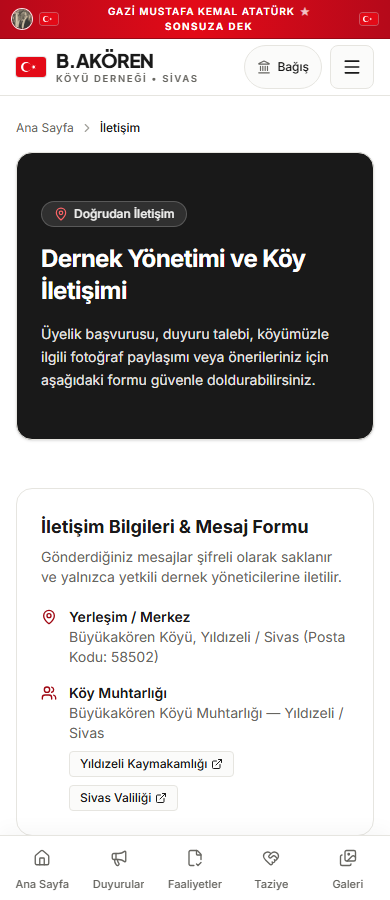 GAZİ MUSTAFA KEMAL ATATÜRK ★
SONSUZA DEK
B.AKÖREN
KÖYÜ DERNEĞİ • SİVAS
Bağış
Ana Sayfa > İletişim
Doğrudan İletişim
Dernek Yönetimi ve Köy
İletişimi
Üyelik başvurusu, duyuru talebi, köyümüzle
ilgili fotoğraf paylaşımı veya önerileriniz için
aşağıdaki formu güvenle doldurabilirsiniz.
İletişim Bilgileri & Mesaj Formu
Gönderdiğiniz mesajlar şifreli olarak saklanır
ve yalnızca yetkili dernek yöneticilerine iletilir.
Yerleşim / Merkez
Büyükakören Köyü, Yıldızeli / Sivas (Posta
Kodu: 58502)
Köy Muhtarlığı
Büyükakören Köyü Muhtarlığı — Yıldızeli /
Sivas
Yıldızeli Kaymakamlığı
Sivas Valiliği
Ana Sayfa Duyurular Faaliyetler Taziye Galeri